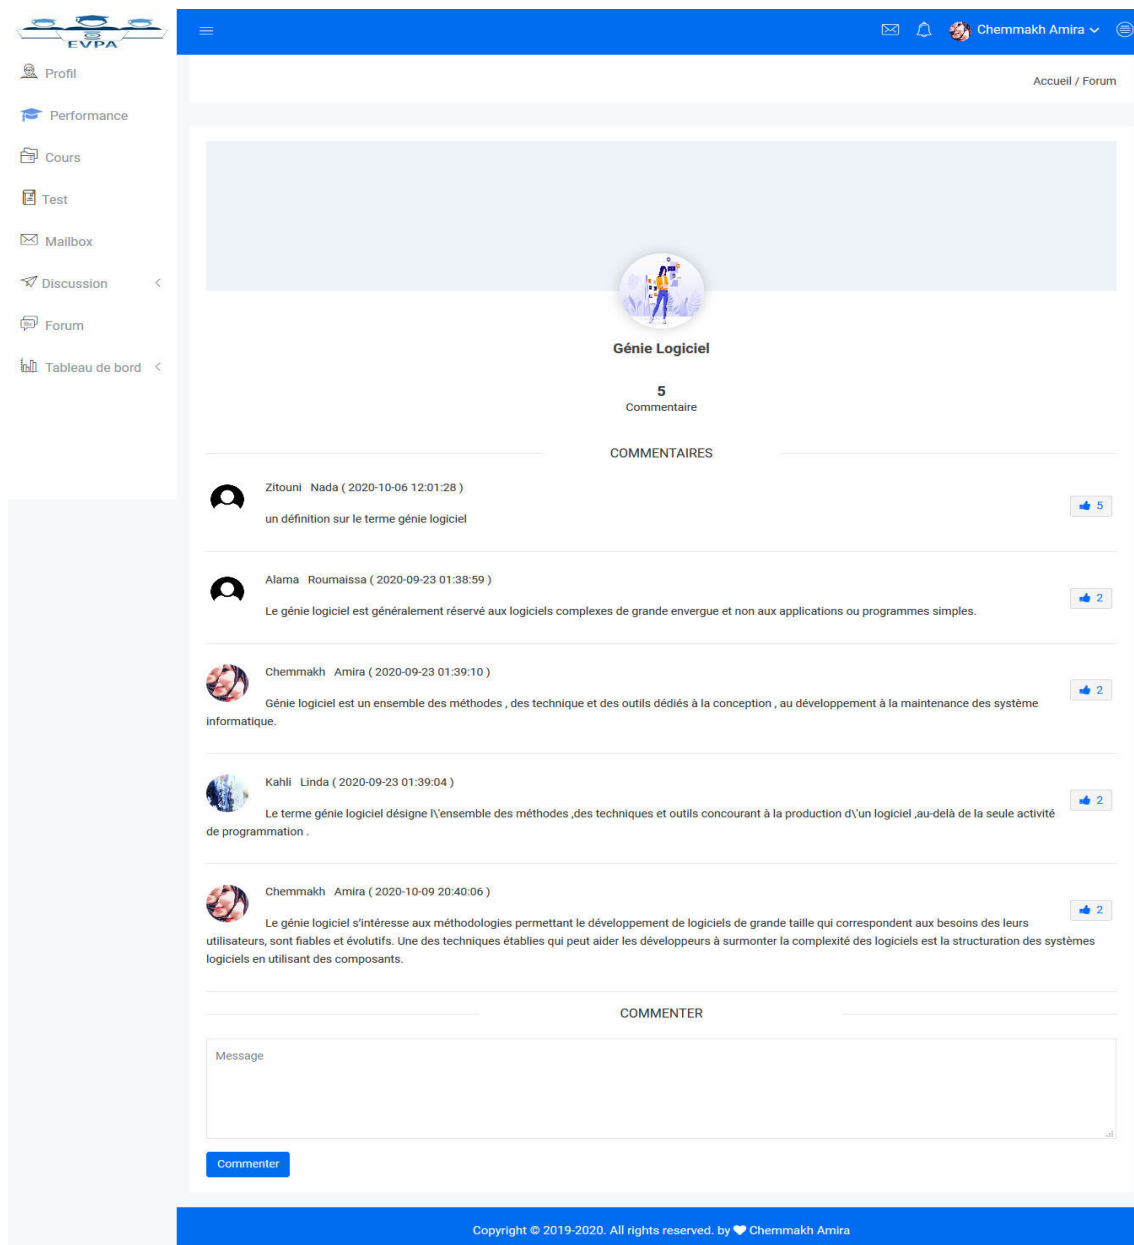 EVPA
Chemmakh Amira
Profil
Performance
Cours
Test
Mailbox
Discussion
Forum
Tableau de bord
Accueil / Forum
Génie Logiciel
5
Commentaire
COMMENTAIRES
Zitouni Nada ( 2020-10-06 12:01:28 )
un définition sur le terme génie logiciel
5
Alama Roumaissa ( 2020-09-23 01:38:59 )
Le génie logiciel est généralement réservé aux logiciels complexes de grande envergue et non aux applications ou programmes simples.
2
Chemmakh Amira ( 2020-09-23 01:39:10 )
Génie logiciel est un ensemble des méthodes , des technique et des outils dédiés à la conception , au développement à la maintenance des système
informatique.
2
Kahli Linda ( 2020-09-23 01:39:04 )
Le terme génie logiciel désigne l\'ensemble des méthodes ,des techniques et outils concourant à la production d\'un logiciel ,au-delà de la seule activité
de programmation .
2
Chemmakh Amira ( 2020-10-09 20:40:06 )
Le génie logiciel s'intéresse aux méthodologies permettant le développement de logiciels de grande taille qui correspondent aux besoins des leurs
utilisateurs, sont fiables et évolutifs. Une des techniques établies qui peut aider les développeurs à surmonter la complexité des logiciels est la structuration des systèmes
logiciels en utilisant des composants.
2
COMMENTER
Message
Commenter
Copyright © 2019-2020. All rights reserved. by ❤ Chemmakh Amira